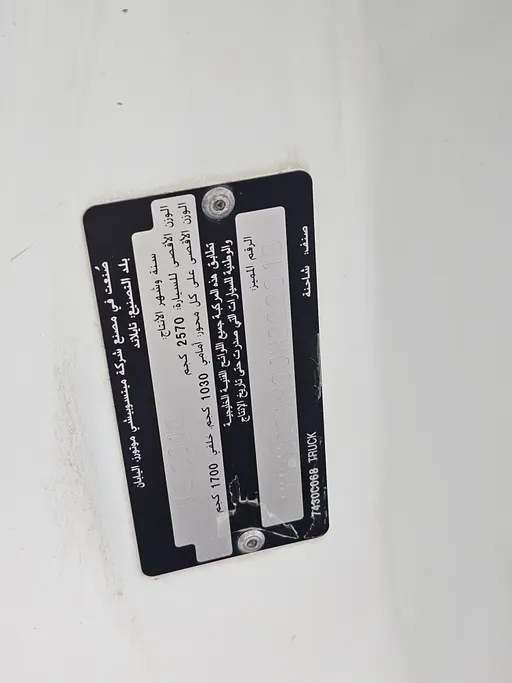 صُنعت في مصنع شركة ميتسوبيشي موتورز اليابان
بلد التصنيع: تايلاند
سنة وشهر الانتاج:
الوزن الأقصى للسيارة: 2570 كجم
الوزن الأقصى على كل محور: أمامي 1030 كجم، خلفي 1700 كجم
تطابق هذه المركبة جميع اللوائح الفنية الخليجية
والوطنية للسيارات التي صدرت حتى تاريخ الإنتاج
الرقم المميز:
صنف: شاحنة
7430C068 TRUCK